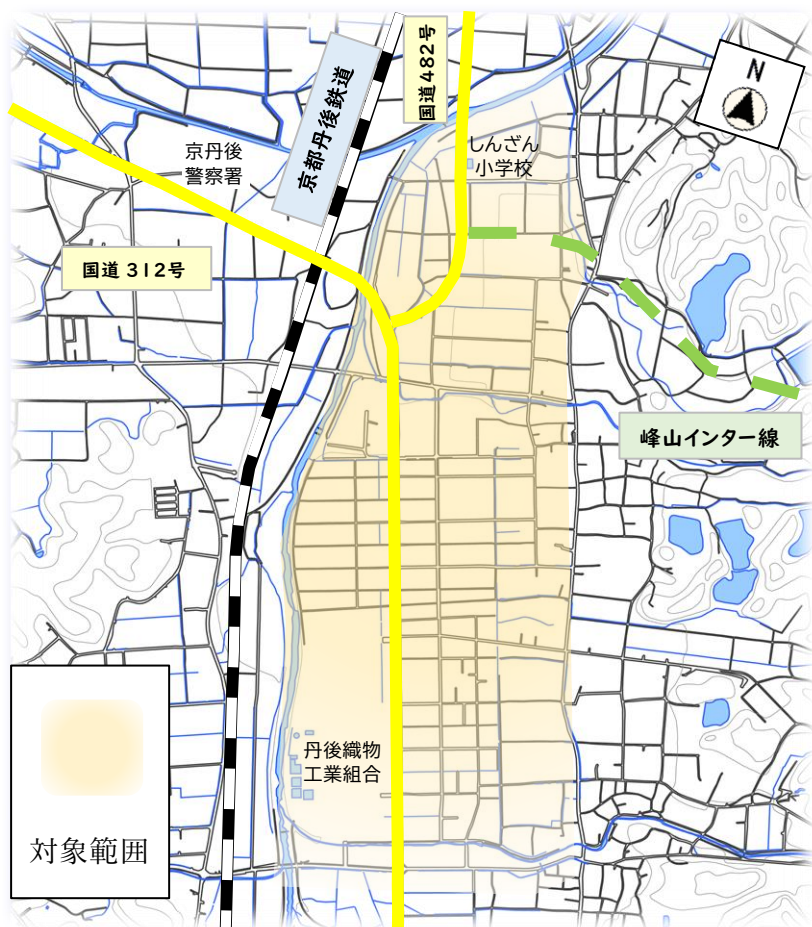 国道482号
N
京都丹後鉄道
しんざん
小学校
京丹後
警察署
国道312号
峰山インター線
丹後織物
工業組合
対象範囲